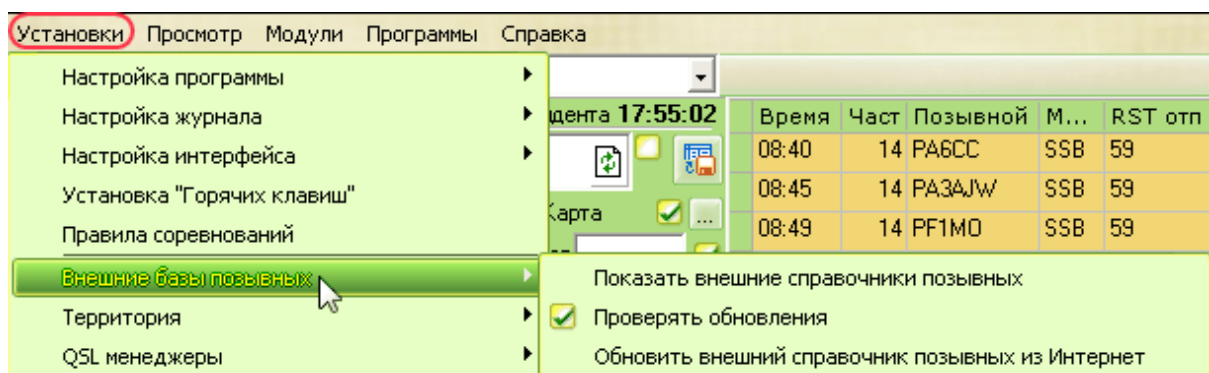 Установки Просмотр Модули Программы Справка
Настройка программы
Настройка журнала
Настройка интерфейса
Установка "Горячих клавиш"
Правила соревнований
Внешние базы позывных
Территория
QSL менеджеры
Показать внешние справочники позывных
Проверять обновления
Обновить внешний справочник позывных из Интернет
17:55:02
Карта ...
Время Част Позывной М... RST отп
08:40 14 PA6CC SSB 59
08:45 14 PA3AJW SSB 59
08:49 14 PF1MO SSB 59